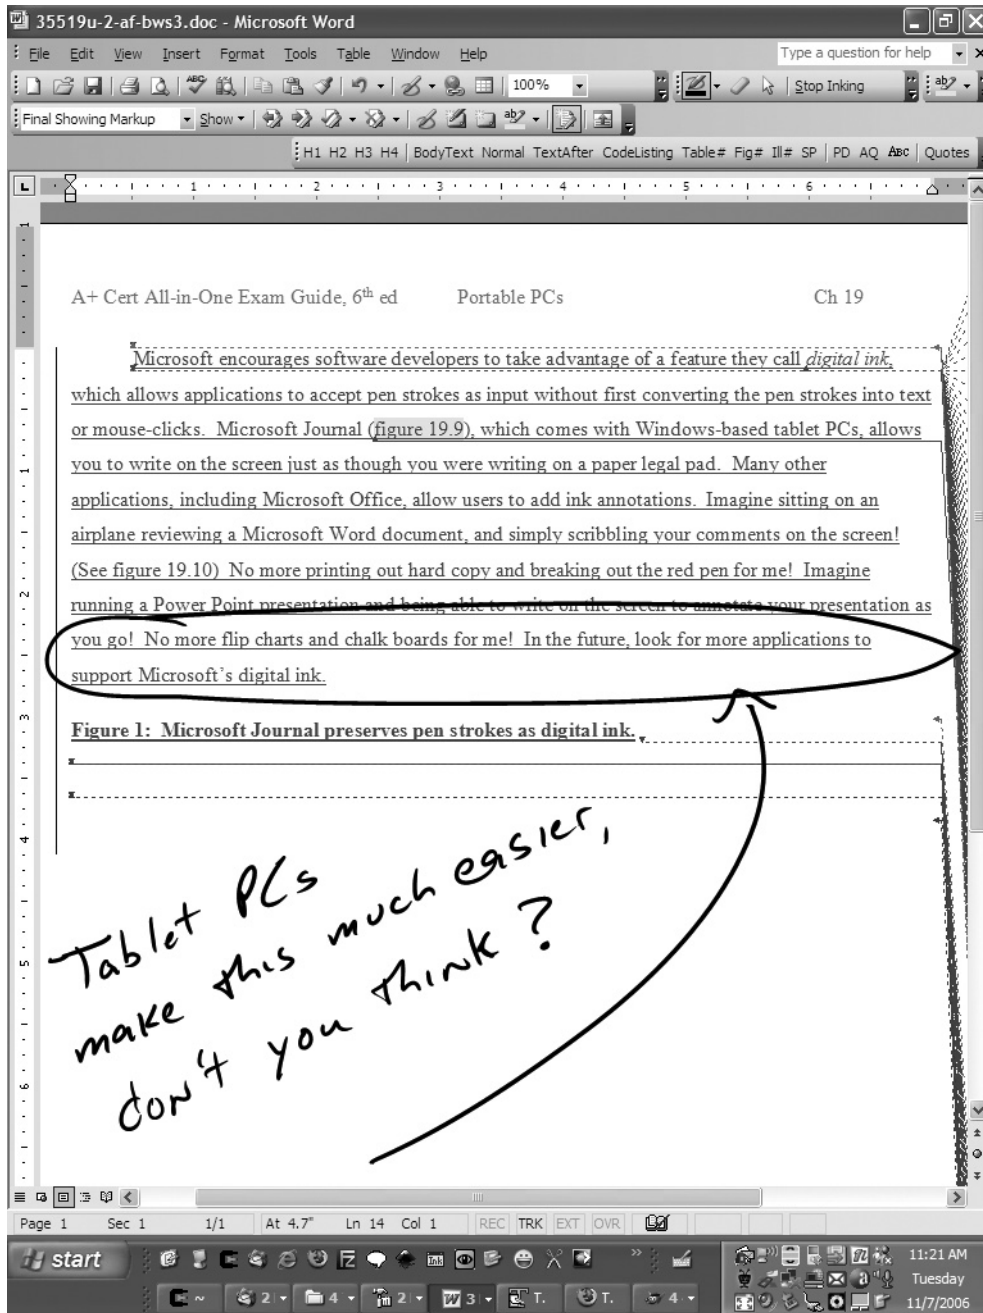 35519u-2-af-bws3.doc - Microsoft Word
File Edit View Insert Format Tools Table Window Help Type a question for help
100% Stop Inking
Final Showing Markup Show
H1 H2 H3 H4 BodyText Normal TextAfter CodeListing Table# Fig# Ill# SP PD AQ ABC Quotes
1 2 3 4 5 6
A+ Cert All-in-One Exam Guide, 6th ed Portable PCs Ch 19
Microsoft encourages software developers to take advantage of a feature they call digital ink,
which allows applications to accept pen strokes as input without first converting the pen strokes into text
or mouse-clicks. Microsoft Journal (figure 19.9), which comes with Windows-based tablet PCs, allows
you to write on the screen just as though you were writing on a paper legal pad. Many other
applications, including Microsoft Office, allow users to add ink annotations. Imagine sitting on an
airplane reviewing a Microsoft Word document, and simply scribbling your comments on the screen!
(See figure 19.10) No more printing out hard copy and breaking out the red pen for me! Imagine
running a Power Point presentation and being able to write on the screen to annotate your presentation as
you go! No more flip charts and chalk boards for me! In the future, look for more applications to
support Microsoft's digital ink.
Figure 1: Microsoft Journal preserves pen strokes as digital ink.
Tablet PCs
make this much easier,
don't you think?
Page 1 Sec 1 1/1 At 4.7" Ln 14 Col 1 REC TRK EXT OVR
start 11:21 AM
Tuesday
2 4 2 3 T. T. 4 11/7/2006